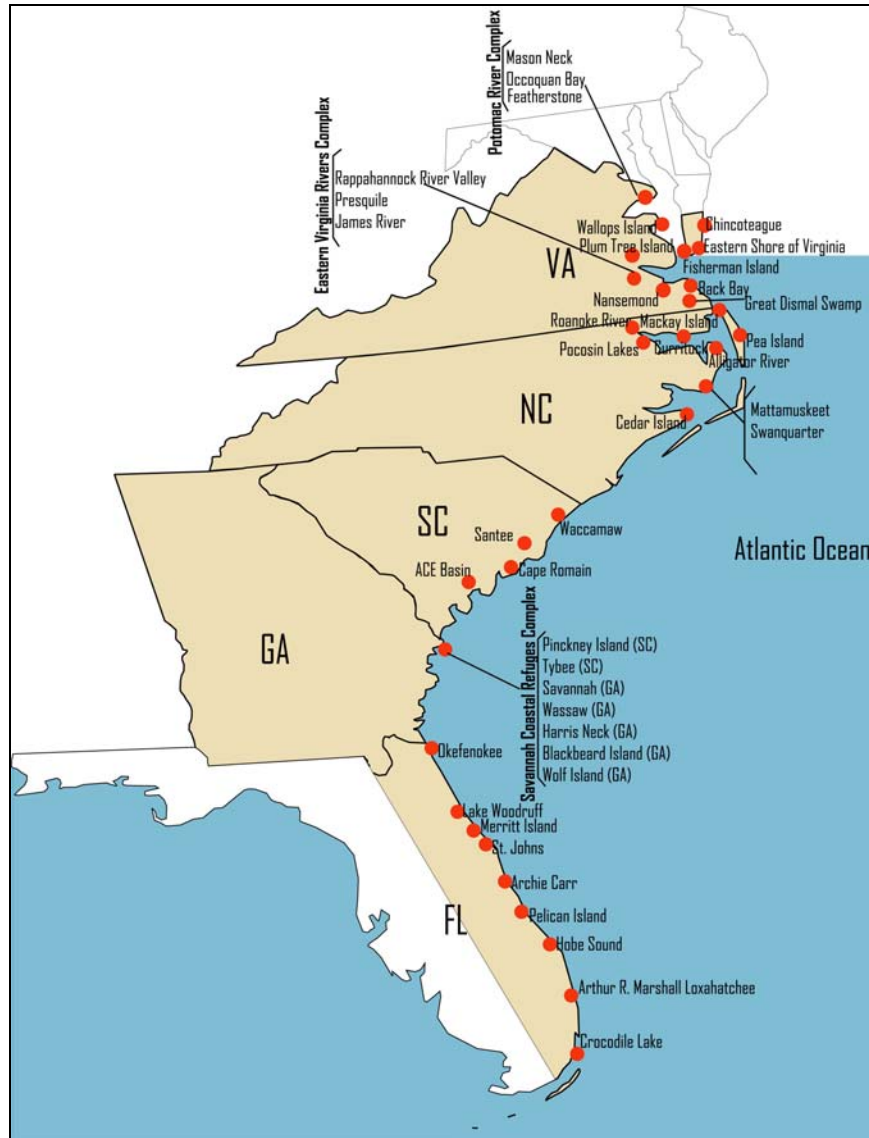 Potomac River Complex
Mason Neck
Occoquan Bay
Featherstone
Eastern Virginia Rivers Complex
Rappahannock River Valley
Presquile
James River
Chincoteague
Wallops Island
Eastern Shore of Virginia
Plum Tree Island
VA
Fisherman Island
Back Bay
Nansemond
Great Dismal Swamp
Roanoke River
Mackay Island
Pea Island
Pocosin Lakes
Currituck
Alligator River
NC
Mattamuskeet
Cedar Island
Swanquarter
SC
Waccamaw
Santee
Atlantic Ocean
ACE Basin
Cape Romain
GA
Savannah Coastal Refuges Complex
Pinckney Island (SC)
Tybee (SC)
Savannah (GA)
Wassaw (GA)
Harris Neck (GA)
Blackbeard Island (GA)
Wolf Island (GA)
Okefenokee
Lake Woodruff
Merritt Island
St. Johns
Archie Carr
FL
Pelican Island
Hobe Sound
Arthur R. Marshall Loxahatchee
Crocodile Lake